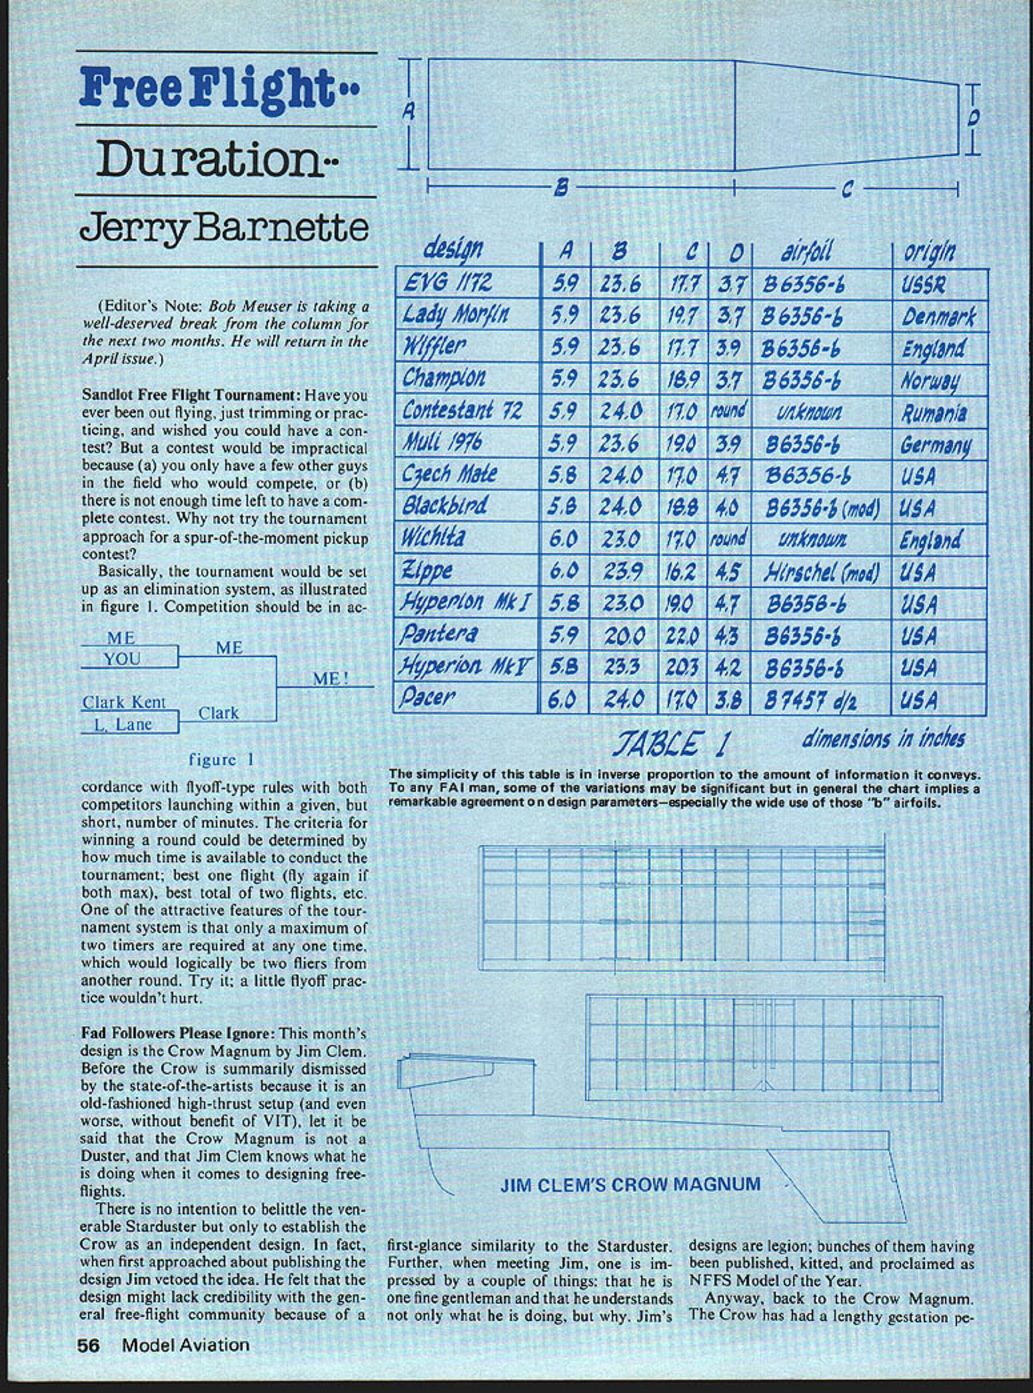 Free Flight··
Duration··
Jerry Barnette
(Editor's Note: Bob Meuser is taking a
well-deserved break from the column for
the next two months. He will return in the
April issue.)
Sandlot Free Flight Tournament: Have you
ever been out flying, just trimming or prac-
ticing, and wished you could have a con-
test? But a contest would be impractical
because (a) you only have a few other guys
in the field who would compete, or (b)
there is not enough time left to have a com-
plete contest. Why not try the tournament
approach for a spur-of-the-moment pickup
contest?
Basically, the tournament would be set
up as an elimination system, as illustrated
in figure 1. Competition should be in ac-
ME
YOU
ME
ME!
Clark Kent
L. Lane
Clark
figure 1
cordance with flyoff-type rules with both
competitors launching within a given, but
short, number of minutes. The criteria for
winning a round could be determined by
how much time is available to conduct the
tournament; best one flight (fly again if
both max), best total of two flights, etc.
One of the attractive features of the tour-
nament system is that only a maximum of
two timers are required at any one time,
which would logically be two fliers from
another round. Try it; a little flyoff prac-
tice wouldn't hurt.
Fad Followers Please Ignore: This month's
design is the Crow Magnum by Jim Clem.
Before the Crow is summarily dismissed
by the state-of-the-artists because it is an
old-fashioned high-thrust setup (and even
worse, without benefit of VIT), let it be
said that the Crow Magnum is not a
Duster, and that Jim Clem knows what he
is doing when it comes to designing free-
flights.
There is no intention to belittle the ven-
erable Starduster but only to establish the
Crow as an independent design. In fact,
when first approached about publishing the
design Jim vetoed the idea. He felt that the
design might lack credibility with the gen-
eral free-flight community because of a
A
D
B
C
design A B C D airfoil origin
EVG 1172 5.9 23.6 17.7 3.7 B6356-b USSR
Lady Morfin 5.9 23.6 19.7 3.7 B6356-b Denmark
Wiffler 5.9 23.6 17.7 3.9 B6356-b England
Champion 5.9 23.6 18.9 3.7 B6356-b Norway
Contestant 72 5.9 24.0 17.0 round unknown Rumania
Muli 1976 5.9 23.6 19.0 3.9 B6356-b Germany
Czech Mate 5.8 24.0 17.0 4.7 B6356-b USA
Blackbird 5.8 24.0 18.8 4.0 B6356-b (mod) USA
Wichita 6.0 23.0 17.0 round unknown England
Zippe 6.0 23.9 16.2 4.5 Hirschel (mod) USA
Hyperion Mk I 5.8 23.0 19.0 4.7 B6356-b USA
Pantera 5.9 20.0 22.0 4.3 B6356-b USA
Hyperion Mk V 5.8 23.3 20.3 4.2 B6356-b USA
Pacer 6.0 24.0 17.0 3.8 B7457 d/2 USA
TABLE 1
dimensions in inches
The simplicity of this table is in inverse proportion to the amount of information it conveys.
To any FAI man, some of the variations may be significant but in general the chart implies a
remarkable agreement on design parameters—especially the wide use of those "b" airfoils.
JIM CLEM'S CROW MAGNUM
first-glance similarity to the Starduster.
Further, when meeting Jim, one is im-
pressed by a couple of things; that he is
one fine gentleman and that he understands
not only what he is doing, but why. Jim's
designs are legion; bunches of them having
been published, kitted, and proclaimed as
NFFS Model of the Year.
Anyway, back to the Crow Magnum.
The Crow has had a lengthy gestation pe-
56 Model Aviation